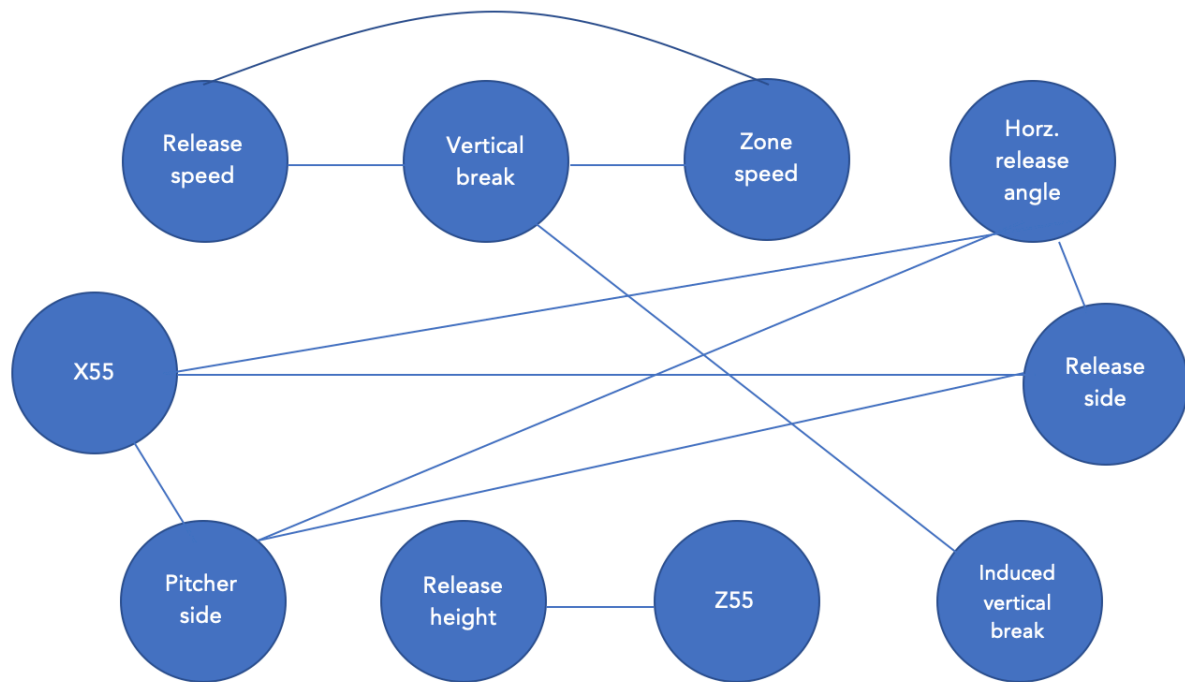 Release
speed
Vertical
break
Zone
speed
Horz.
release
angle
X55
Release
side
Pitcher
side
Release
height
Z55
Induced
vertical
break